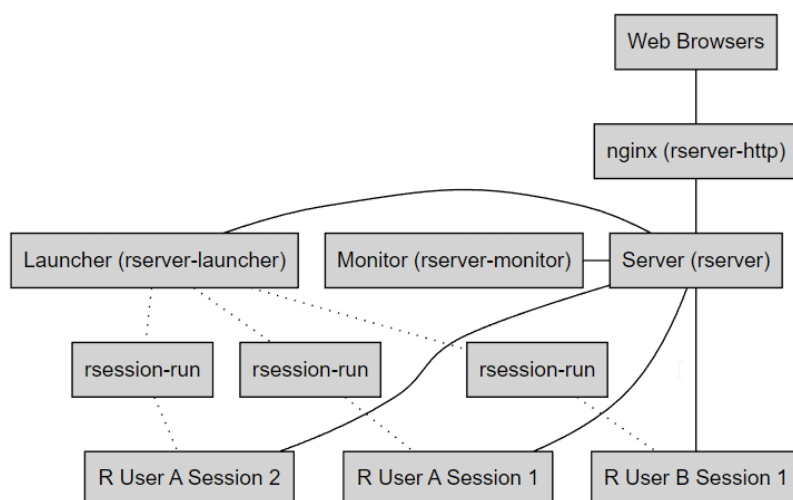 Web Browsers
nginx (rserver-http)
Launcher (rserver-launcher)
Monitor (rserver-monitor)
Server (rserver)
rsession-run
rsession-run
rsession-run
R User A Session 2
R User A Session 1
R User B Session 1